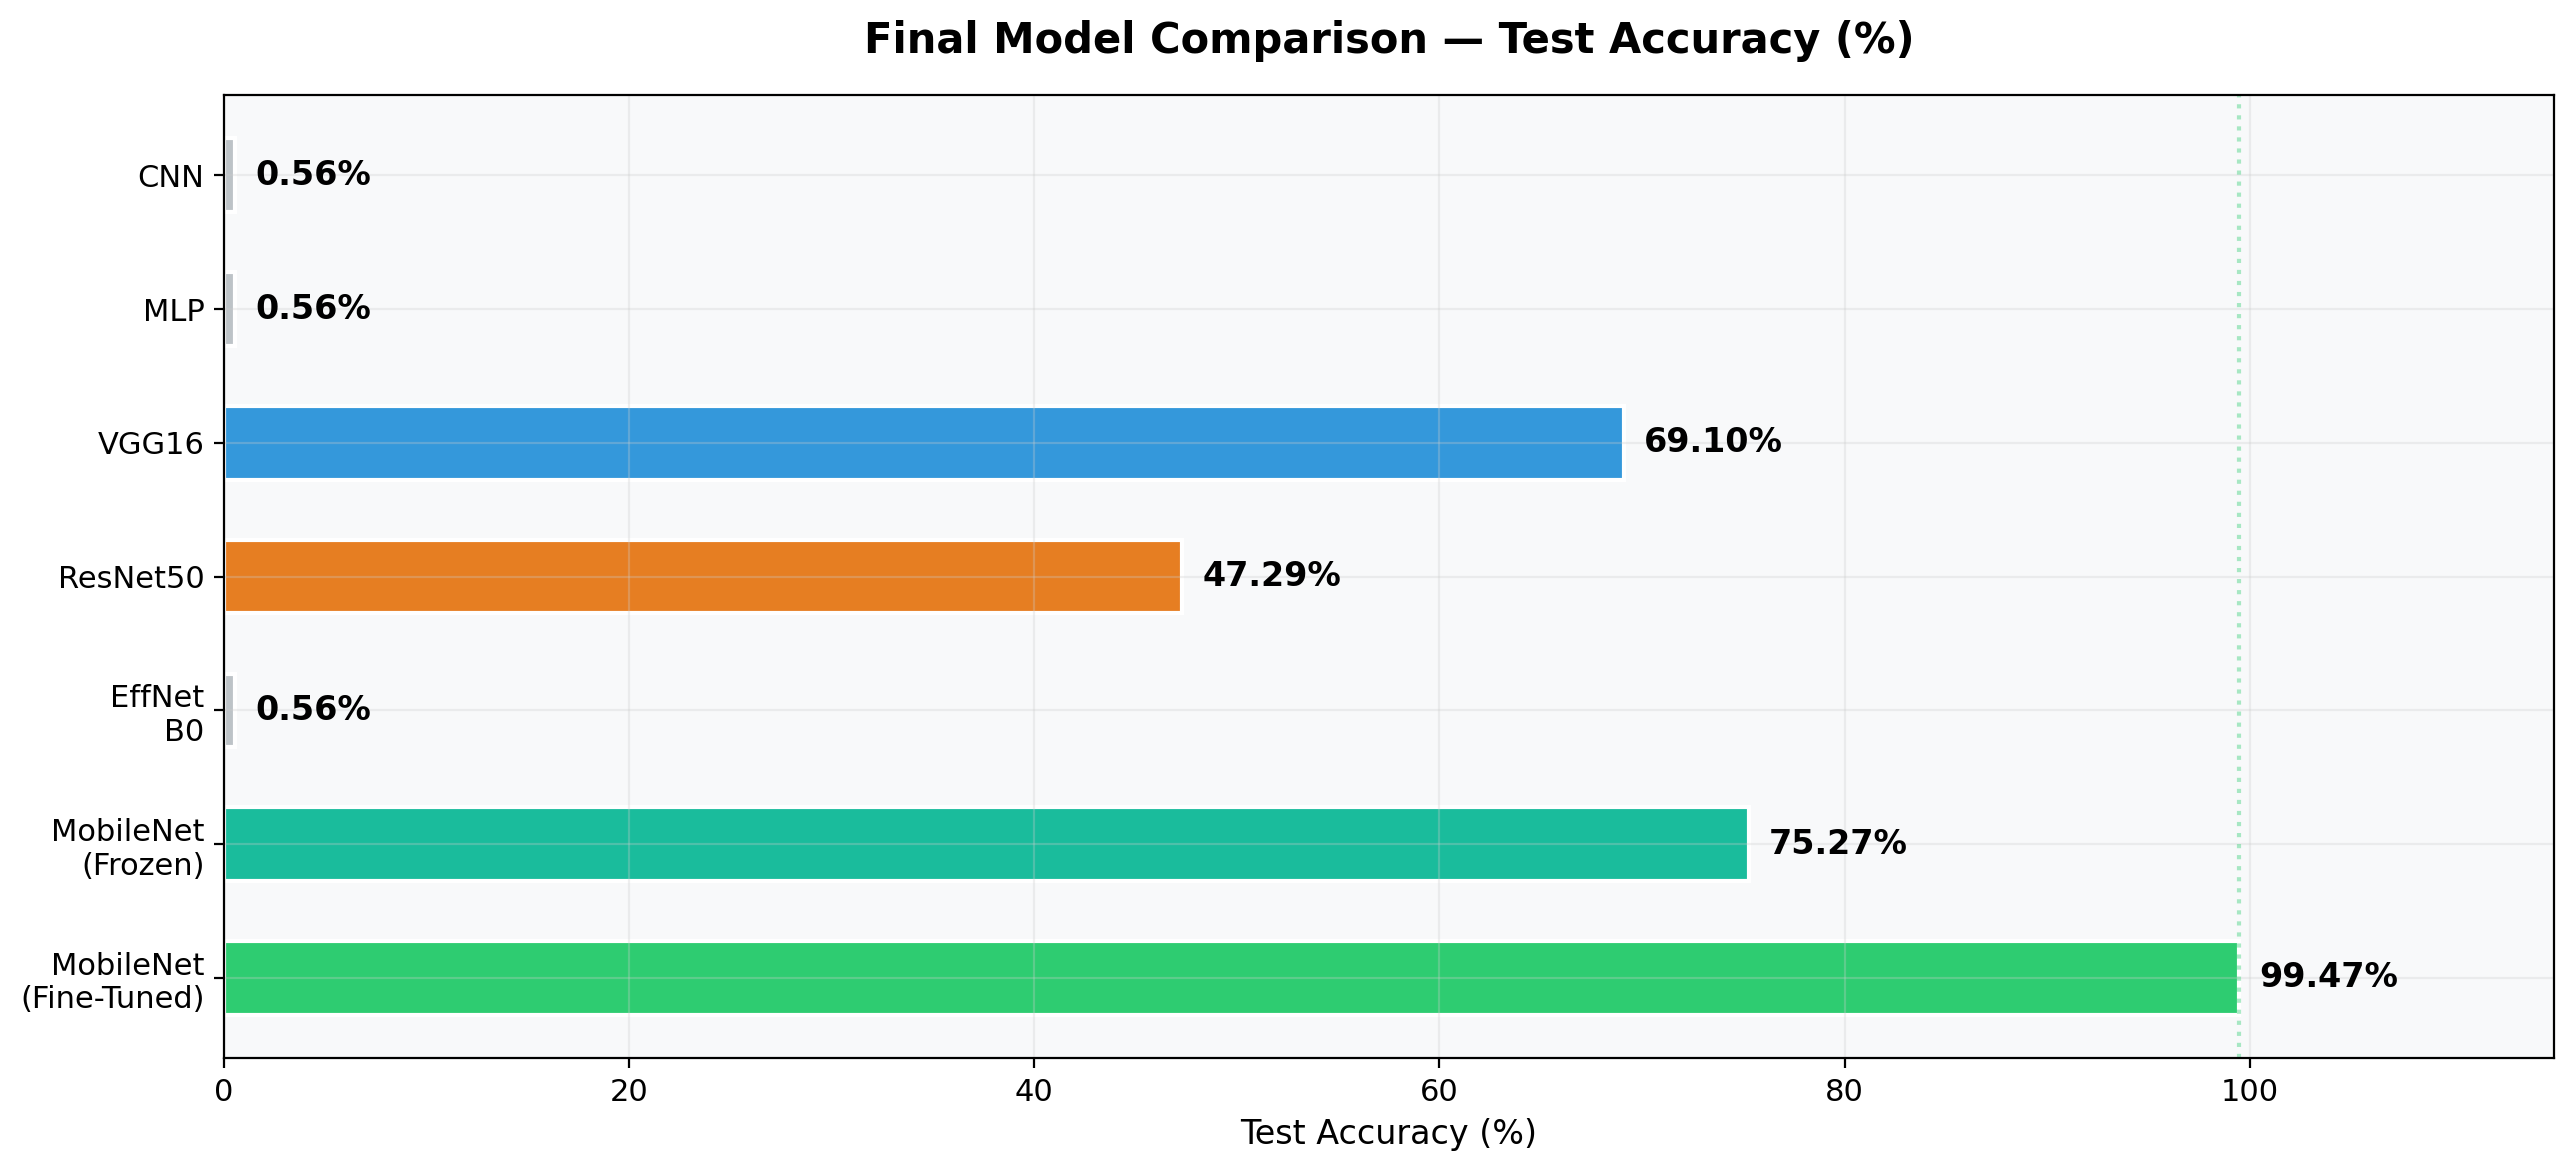 Final Model Comparison — Test Accuracy (%)
CNN
0.56%
MLP
0.56%
VGG16
69.10%
ResNet50
47.29%
EffNet
B0
0.56%
MobileNet
(Frozen)
75.27%
MobileNet
(Fine-Tuned)
99.47%
0 20 40 60 80 100
Test Accuracy (%)